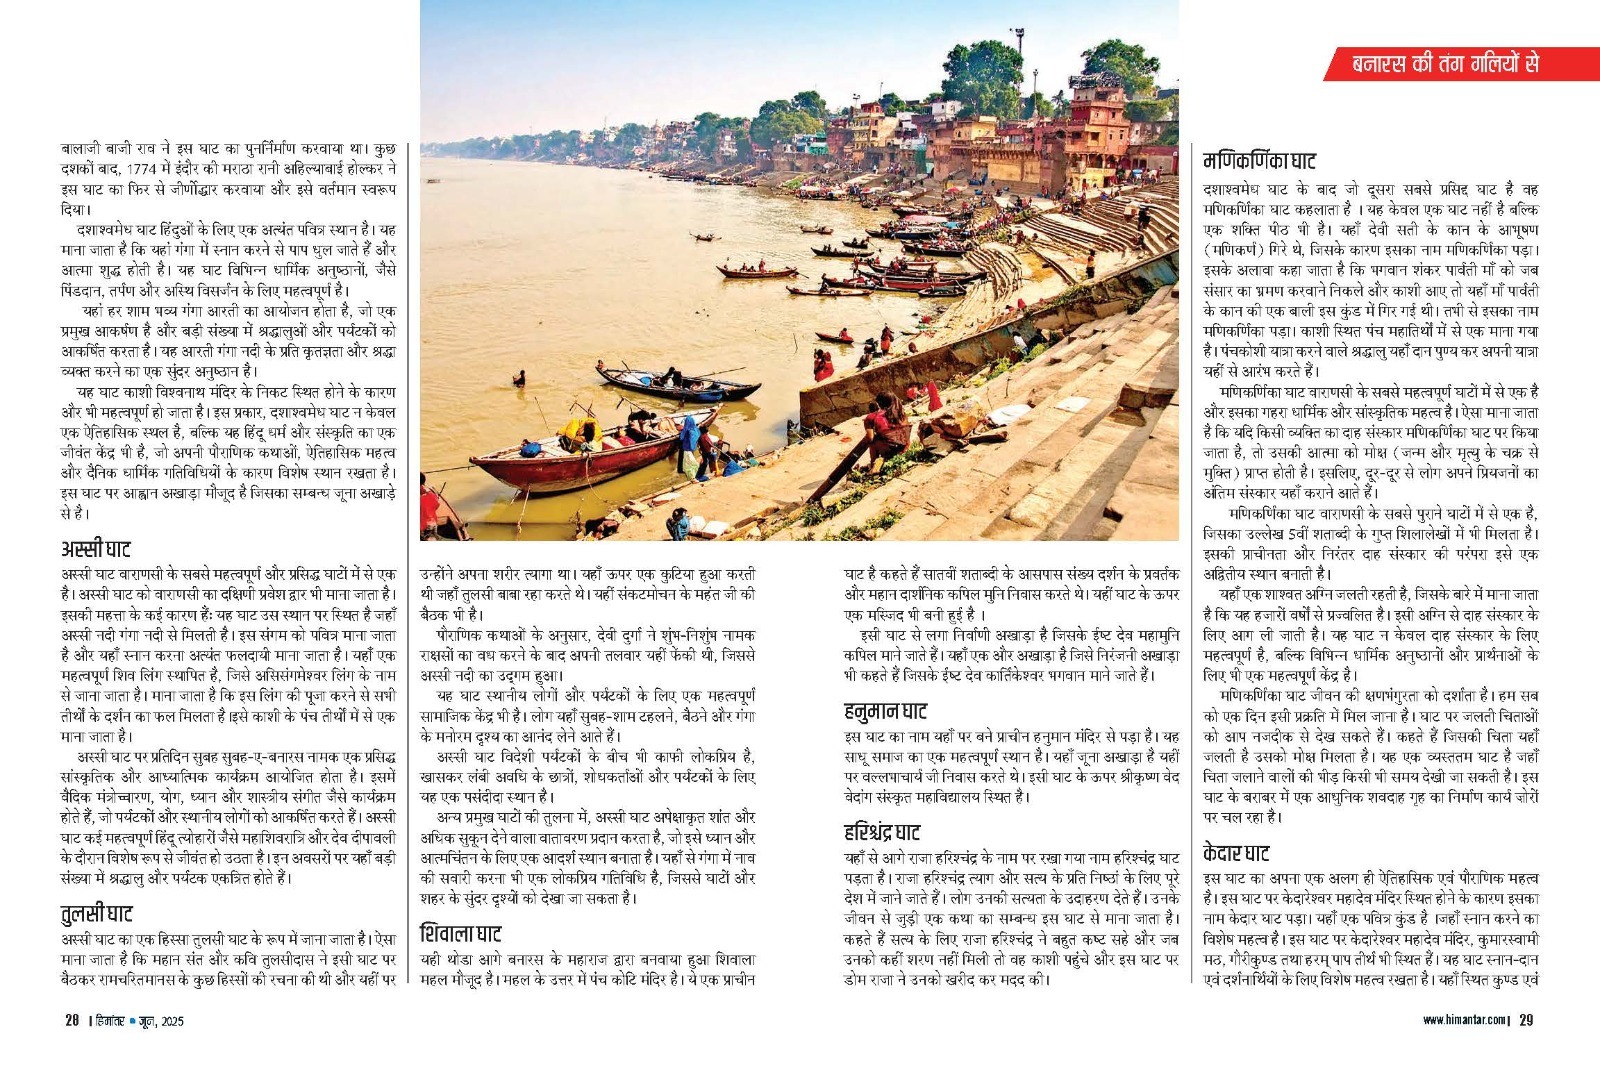 बनारस की तंग गलियों से
बालाजी बाजी राव ने इस घाट का पुनर्निर्माण करवाया था। कुछ
दशकों बाद, 1774 में इंदौर की मराठा रानी अहिल्याबाई होल्कर ने
इस घाट का फिर से जीर्णोद्धार करवाया और इसे वर्तमान स्वरूप
दिया।
दशाश्वमेध घाट हिंदुओं के लिए एक अत्यंत पवित्र स्थान है। यह
माना जाता है कि यहां गंगा में स्नान करने से पाप धुल जाते हैं और
आत्मा शुद्ध होती है। यह घाट विभिन्न धार्मिक अनुष्ठानों, जैसे
पिंडदान, तर्पण और अस्थि विसर्जन के लिए महत्वपूर्ण है।
यहां हर शाम भव्य गंगा आरती का आयोजन होता है, जो एक
प्रमुख आकर्षण है और बड़ी संख्या में श्रद्धालुओं और पर्यटकों को
आकर्षित करता है। यह आरती गंगा नदी के प्रति कृतज्ञता और श्रद्धा
व्यक्त करने का एक सुंदर अनुष्ठान है।
यह घाट काशी विश्वनाथ मंदिर के निकट स्थित होने के कारण
और भी महत्वपूर्ण हो जाता है। इस प्रकार, दशाश्वमेध घाट न केवल
एक ऐतिहासिक स्थल है, बल्कि यह हिंदू धर्म और संस्कृति का एक
जीवंत केंद्र भी है, जो अपनी पौराणिक कथाओं, ऐतिहासिक महत्व
और दैनिक धार्मिक गतिविधियों के कारण विशेष स्थान रखता है।
इस घाट पर आह्वान अखाड़ा मौजूद है जिसका सम्बन्ध जूना अखाड़े
से है।
अस्सी घाट
अस्सी घाट वाराणसी के सबसे महत्वपूर्ण और प्रसिद्ध घाटों में से एक
है। अस्सी घाट को वाराणसी का दक्षिणी प्रवेश द्वार भी माना जाता है।
इसकी महत्ता के कई कारण हैं: यह घाट उस स्थान पर स्थित है जहाँ
अस्सी नदी गंगा नदी से मिलती है। इस संगम को पवित्र माना जाता
है और यहाँ स्नान करना अत्यंत फलदायी माना जाता है। यहाँ एक
महत्वपूर्ण शिव लिंग स्थापित है, जिसे असिसंगमेश्वर लिंग के नाम
से जाना जाता है। माना जाता है कि इस लिंग की पूजा करने से सभी
तीर्थों के दर्शन का फल मिलता है।इसे काशी के पंच तीर्थों में से एक
माना जाता है।
अस्सी घाट पर प्रतिदिन सुबह सुबह-ए-बनारस नामक एक प्रसिद्ध
सांस्कृतिक और आध्यात्मिक कार्यक्रम आयोजित होता है। इसमें
वैदिक मंत्रोच्चारण, योग, ध्यान और शास्त्रीय संगीत जैसे कार्यक्रम
होते हैं, जो पर्यटकों और स्थानीय लोगों को आकर्षित करते हैं। अस्सी
घाट कई महत्वपूर्ण हिंदू त्योहारों जैसे महाशिवरात्रि और देव दीपावली
के दौरान विशेष रूप से जीवंत हो उठता है। इन अवसरों पर यहाँ बड़ी
संख्या में श्रद्धालु और पर्यटक एकत्रित होते हैं।
तुलसी घाट
अस्सी घाट का एक हिस्सा तुलसी घाट के रूप में जाना जाता है। ऐसा
माना जाता है कि महान संत और कवि तुलसीदास ने इसी घाट पर
बैठकर रामचरितमानस के कुछ हिस्सों की रचना की थी और यहीं पर
उन्होंने अपना शरीर त्यागा था। यहाँ ऊपर एक कुटिया हुआ करती
थी जहाँ तुलसी बाबा रहा करते थे। यहीं संकटमोचन के महंत जी की
बैठक भी है।
पौराणिक कथाओं के अनुसार, देवी दुर्गा ने शुंभ-निशुंभ नामक
राक्षसों का वध करने के बाद अपनी तलवार यहीं फेंकी थी, जिससे
अस्सी नदी का उद्गम हुआ।
यह घाट स्थानीय लोगों और पर्यटकों के लिए एक महत्वपूर्ण
सामाजिक केंद्र भी है। लोग यहाँ सुबह-शाम टहलने, बैठने और गंगा
के मनोरम दृश्य का आनंद लेने आते हैं।
अस्सी घाट विदेशी पर्यटकों के बीच भी काफी लोकप्रिय है,
खासकर लंबी अवधि के छात्रों, शोधकर्ताओं और पर्यटकों के लिए
यह एक पसंदीदा स्थान है।
अन्य प्रमुख घाटों की तुलना में, अस्सी घाट अपेक्षाकृत शांत और
अधिक सुकून देने वाला वातावरण प्रदान करता है, जो इसे ध्यान और
आत्मचिंतन के लिए एक आदर्श स्थान बनाता है। यहाँ से गंगा में नाव
की सवारी करना भी एक लोकप्रिय गतिविधि है, जिससे घाटों और
शहर के सुंदर दृश्यों को देखा जा सकता है।
शिवाला घाट
यही थोडा आगे बनारस के महाराज द्वारा बनवाया हुआ शिवाला
महल मौजूद है। महल के उत्तर में पंच कोटि मंदिर है। ये एक प्राचीन
घाट है कहते हैं सातवीं शताब्दी के आसपास संख्य दर्शन के प्रवर्तक
और महान दार्शनिक कपिल मुनि निवास करते थे। यहीं घाट के ऊपर
एक मस्जिद भी बनी हुई है ।
इसी घाट से लगा निर्वाणी अखाड़ा है जिसके ईष्ट देव महामुनि
कपिल माने जाते हैं। यहाँ एक और अखाड़ा है जिसे निरंजनी अखाड़ा
भी कहते हैं जिसके ईष्ट देव कार्तिकेश्वर भगवान माने जाते हैं।
हनुमान घाट
इस घाट का नाम यहाँ पर बने प्राचीन हनुमान मंदिर से पड़ा है। यह
साधू समाज का एक महत्वपूर्ण स्थान है। यहाँ जूना अखाड़ा है यहीं
पर वल्लभाचार्य जी निवास करते थे। इसी घाट के ऊपर श्रीकृष्ण वेद
वेदांग संस्कृत महाविद्यालय स्थित है।
हरिश्चंद्र घाट
यहाँ से आगे राजा हरिश्चंद्र के नाम पर रखा गया नाम हरिश्चंद्र घाट
पड़ता है। राजा हरिश्चंद्र त्याग और सत्य के प्रति निष्ठां के लिए पूरे
देश में जाने जाते हैं। लोग उनकी सत्यता के उदाहरण देते हैं। उनके
जीवन से जुड़ी एक कथा का सम्बन्ध इस घाट से माना जाता है।
कहते हैं सत्य के लिए राजा हरिश्चंद्र ने बहुत कष्ट सहे और जब
उनको कहीं शरण नहीं मिली तो वह काशी पहुंचे और इस घाट पर
डोम राजा ने उनको खरीद कर मदद की।
मणिकर्णिका घाट
दशाश्वमेध घाट के बाद जो दूसरा सबसे प्रसिद्द घाट है वह
मणिकर्णिका घाट कहलाता है । यह केवल एक घाट नहीं है बल्कि
एक शक्ति पीठ भी है। यहाँ देवी सती के कान के आभूषण
(मणिकर्ण) गिरे थे, जिसके कारण इसका नाम मणिकर्णिका पड़ा।
इसके अलावा कहा जाता है कि भगवान शंकर पार्वती माँ को जब
संसार का भ्रमण करवाने निकले और काशी आए तो यहाँ माँ पार्वती
के कान की एक बाली इस कुंड में गिर गई थी। तभी से इसका नाम
मणिकर्णिका पड़ा। काशी स्थित पंच महातिर्थों में से एक माना गया
है। पंचकोशी यात्रा करने वाले श्रद्धालु यहाँ दान पुण्य कर अपनी यात्रा
यहीं से आरंभ करते हैं।
मणिकर्णिका घाट वाराणसी के सबसे महत्वपूर्ण घाटों में से एक है
और इसका गहरा धार्मिक और सांस्कृतिक महत्व है। ऐसा माना जाता
है कि यदि किसी व्यक्ति का दाह संस्कार मणिकर्णिका घाट पर किया
जाता है, तो उसकी आत्मा को मोक्ष (जन्म और मृत्यु के चक्र से
मुक्ति) प्राप्त होती है। इसलिए, दूर-दूर से लोग अपने प्रियजनों का
अंतिम संस्कार यहाँ कराने आते हैं।
मणिकर्णिका घाट वाराणसी के सबसे पुराने घाटों में से एक है,
जिसका उल्लेख 5वीं शताब्दी के गुप्त शिलालेखों में भी मिलता है।
इसकी प्राचीनता और निरंतर दाह संस्कार की परंपरा इसे एक
अद्वितीय स्थान बनाती है।
यहाँ एक शाश्वत अग्नि जलती रहती है, जिसके बारे में माना जाता
है कि यह हजारों वर्षों से प्रज्वलित है। इसी अग्नि से दाह संस्कार के
लिए आग ली जाती है। यह घाट न केवल दाह संस्कार के लिए
महत्वपूर्ण है, बल्कि विभिन्न धार्मिक अनुष्ठानों और प्रार्थनाओं के
लिए भी एक महत्वपूर्ण केंद्र है।
मणिकर्णिका घाट जीवन की क्षणभंगुरता को दर्शाता है। हम सब
को एक दिन इसी प्रक्रति में मिल जाना है। घाट पर जलती चिताओं
को आप नजदीक से देख सकते हैं। कहते हैं जिसकी चिता यहाँ
जलती है उसको मोक्ष मिलता है। यह एक व्यस्ततम घाट है जहाँ
चिता जलाने वालों की भीड़ किसी भी समय देखी जा सकती है। इस
घाट के बराबर में एक आधुनिक शवदाह गृह का निर्माण कार्य जोरों
पर चल रहा है।
केदार घाट
इस घाट का अपना एक अलग ही ऐतिहासिक एवं पौराणिक महत्व
है। इस घाट पर केदारेश्वर महादेव मंदिर स्थित होने के कारण इसका
नाम केदार घाट पड़ा। यहाँ एक पवित्र कुंड है ।जहाँ स्नान करने का
विशेष महत्व है। इस घाट पर केदारेश्वर महादेव मंदिर, कुमारस्वामी
मठ, गौरीकुण्ड तथा हरम् पाप तीर्थ भी स्थित हैं। यह घाट स्नान-दान
एवं दर्शनार्थियों के लिए विशेष महत्व रखता है। यहाँ स्थित कुण्ड एवं
28 | हिमांतर • जून, 2025
www.himantar.com | 29